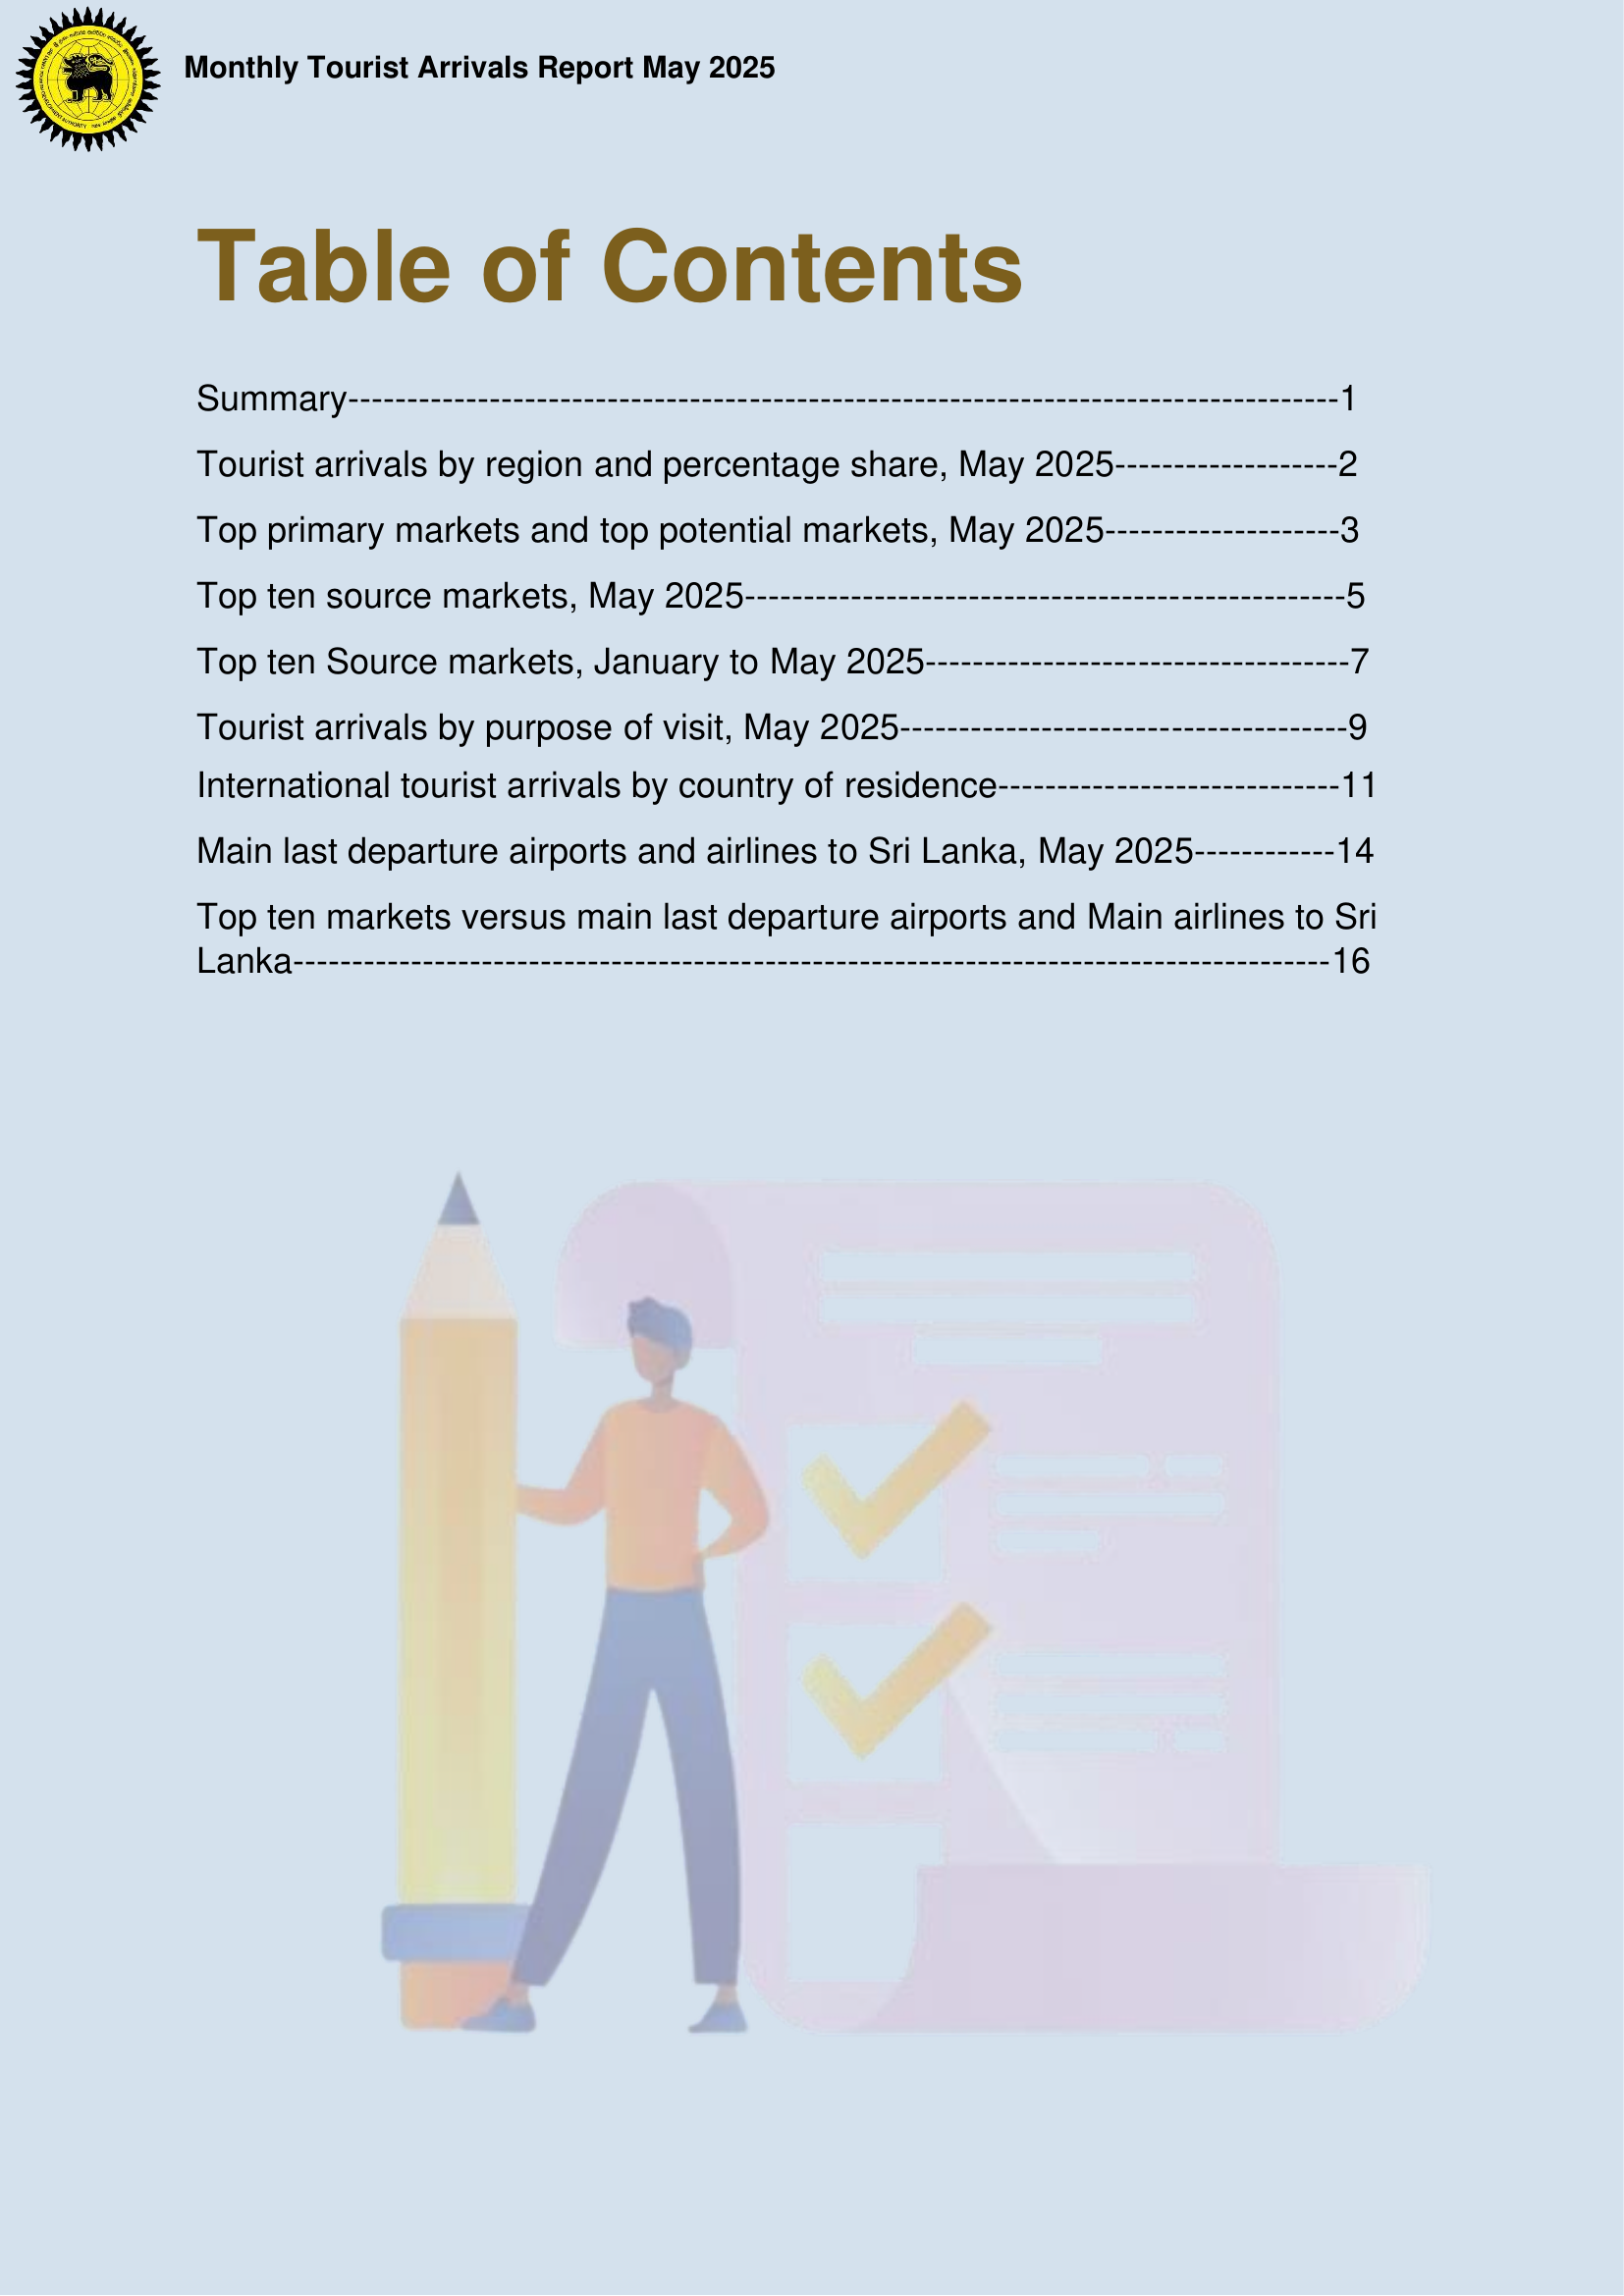 Monthly Tourist Arrivals Report May 2025
Table of Contents
Summary-------------------------------------------------------------------------------------1
Tourist arrivals by region and percentage share, May 2025-------------------2
Top primary markets and top potential markets, May 2025--------------------3
Top ten source markets, May 2025---------------------------------------------------5
Top ten Source markets, January to May 2025------------------------------------7
Tourist arrivals by purpose of visit, May 2025--------------------------------------9
International tourist arrivals by country of residence-----------------------------11
Main last departure airports and airlines to Sri Lanka, May 2025------------14
Top ten markets versus main last departure airports and Main airlines to Sri
Lanka----------------------------------------------------------------------------------------16